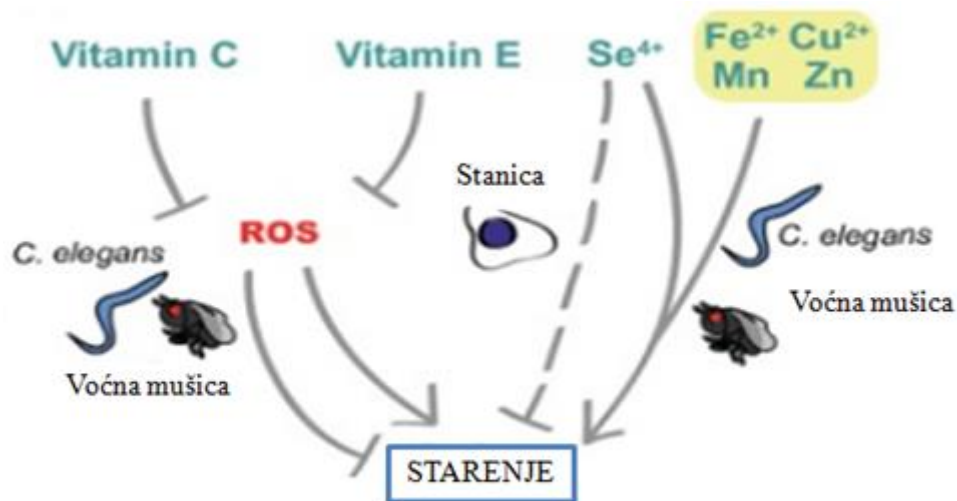 Vitamin C Vitamin E Se⁴⁺ Fe²⁺ Cu²⁺
Mn Zn
Stanica
ROS
C. elegans
C. elegans
Voćna mušica
Voćna mušica
STARENJE